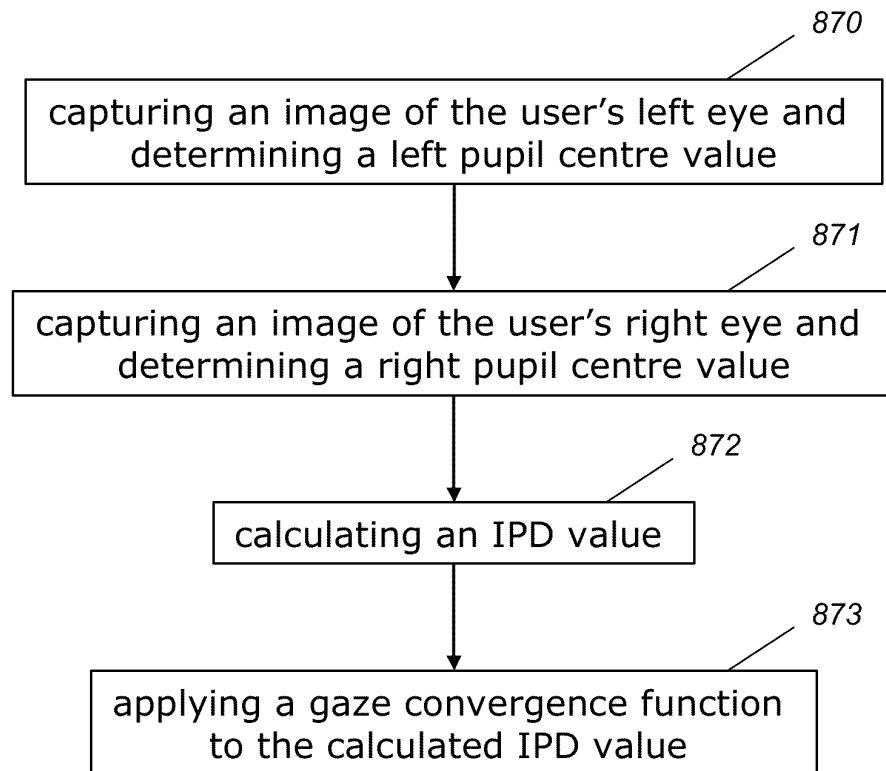 870
capturing an image of the user's left eye and
determining a left pupil centre value
871
capturing an image of the user's right eye and
determining a right pupil centre value
872
calculating an IPD value
873
applying a gaze convergence function
to the calculated IPD value